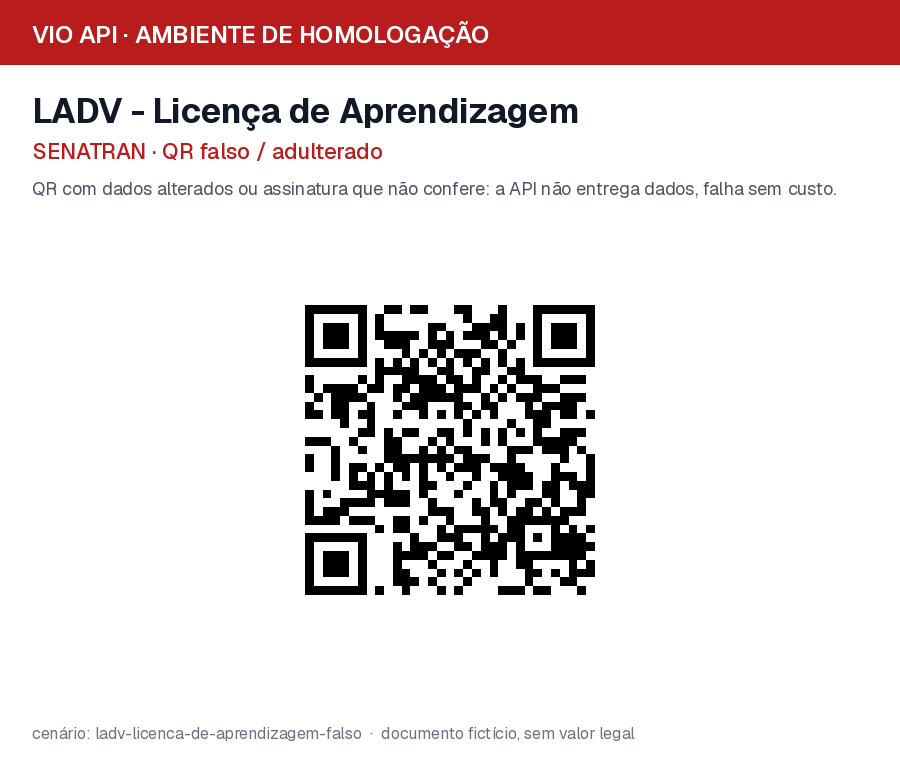 VIO API · AMBIENTE DE HOMOLOGAÇÃO
LADV - Licença de Aprendizagem
SENATRAN · QR falso / adulterado
QR com dados alterados ou assinatura que não confere: a API não entrega dados, falha sem custo.
cenário: ladv-licenca-de-aprendizagem-falso · documento fictício, sem valor legal